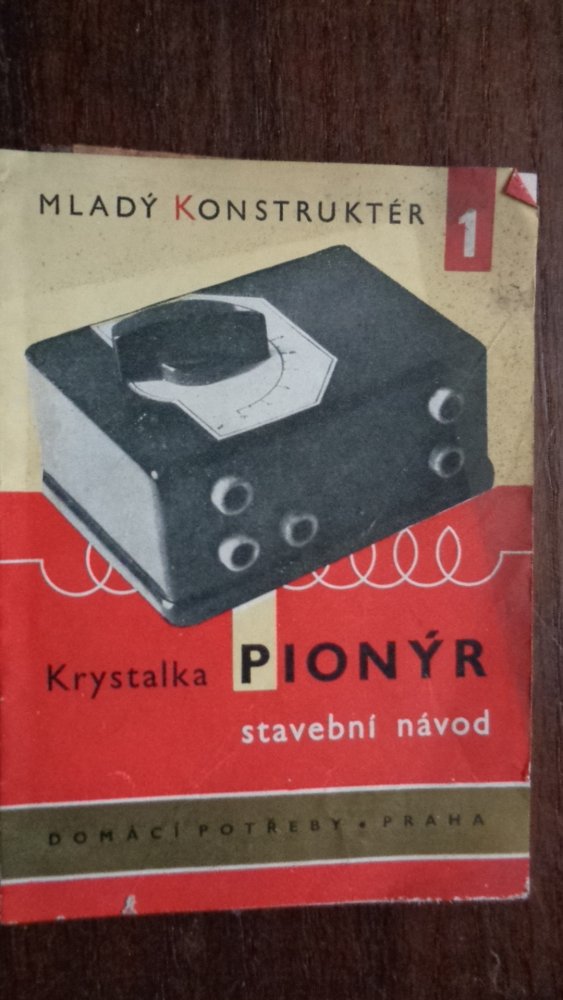 MLADÝ KONSTRUKTÉR 1
Krystalka PIONÝR
stavební návod
DOMÁCÍ POTŘEBY • PRAHA